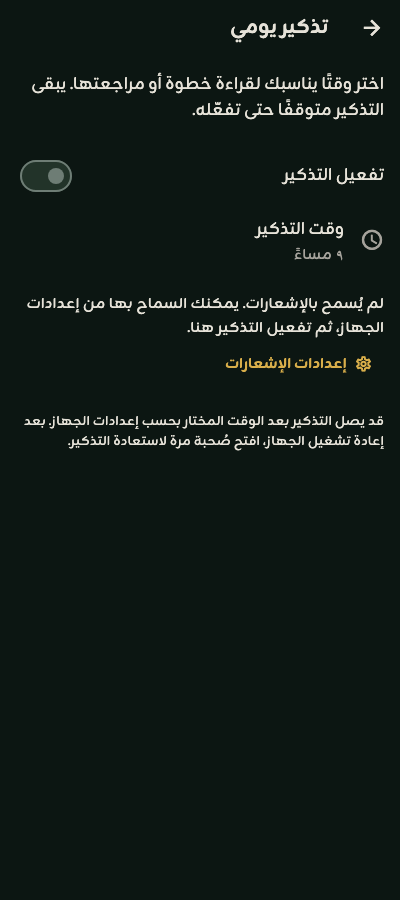 تذكير يومي
اختر وقتًا يناسبك لقراءة خطوة أو مراجعتها. يبقى
التذكير متوقفًا حتى تفعّله.
تفعيل التذكير
وقت التذكير
٩ مساءً
لم يُسمح بالإشعارات. يمكنك السماح بها من إعدادات
الجهاز، ثم تفعيل التذكير هنا.
إعدادات الإشعارات
قد يصل التذكير بعد الوقت المختار بحسب إعدادات الجهاز. بعد
إعادة تشغيل الجهاز، افتح صُحبة مرة لاستعادة التذكير.